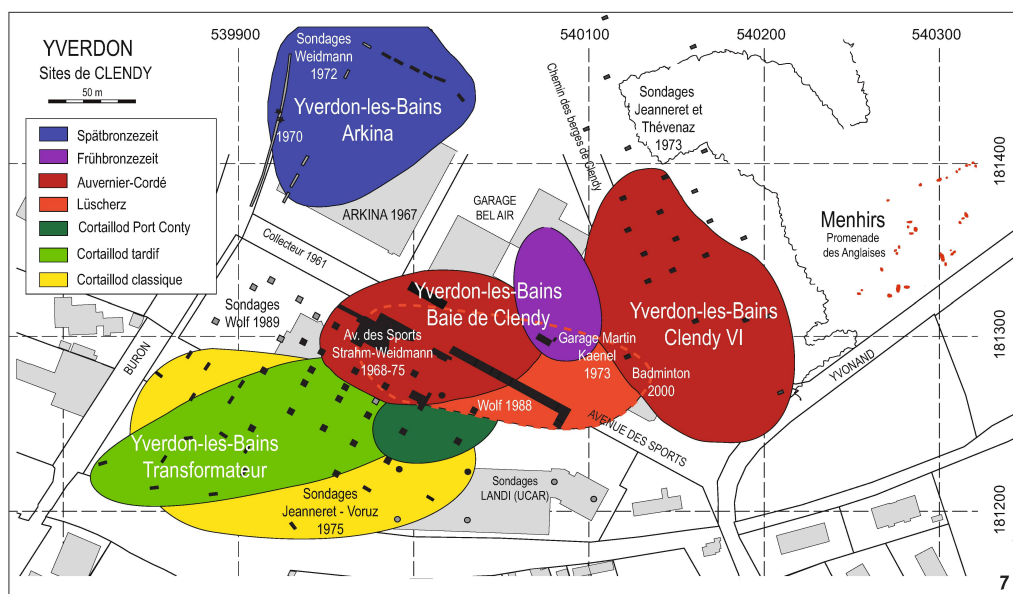 YVERDON
Sites de CLENDY
50 m
Spätbronzezeit
Frühbronzezeit
Auvernier-Cordé
Lüscherz
Cortaillod Port Conty
Cortaillod tardif
Cortaillod classique
539900
540100
540200
540300
181400
181300
181200
Sondages
Weidmann
1972
Yverdon-les-Bains
Arkina
1970
ARKINA 1967
Collecteur 1961
GARAGE
BEL AIR
Chemin des berges de Clendy
Sondages
Jeanneret et
Thévenaz
1973
Menhirs
Promenade
des Anglaises
Sondages
Wolf 1989
BURON
Yverdon-les-Bains
Baie de Clendy
Av. des Sports
Strahm-Weidmann
1968-75
Garage Martin
Kaenel
1973
Yverdon-les-Bains
Clendy VI
Badminton
2000
Wolf 1988
AVENUE DES SPORTS
YVONAND
Yverdon-les-Bains
Transformateur
Sondages
Jeanneret - Voruz
1975
Sondages
LANDI (UCAR)
7